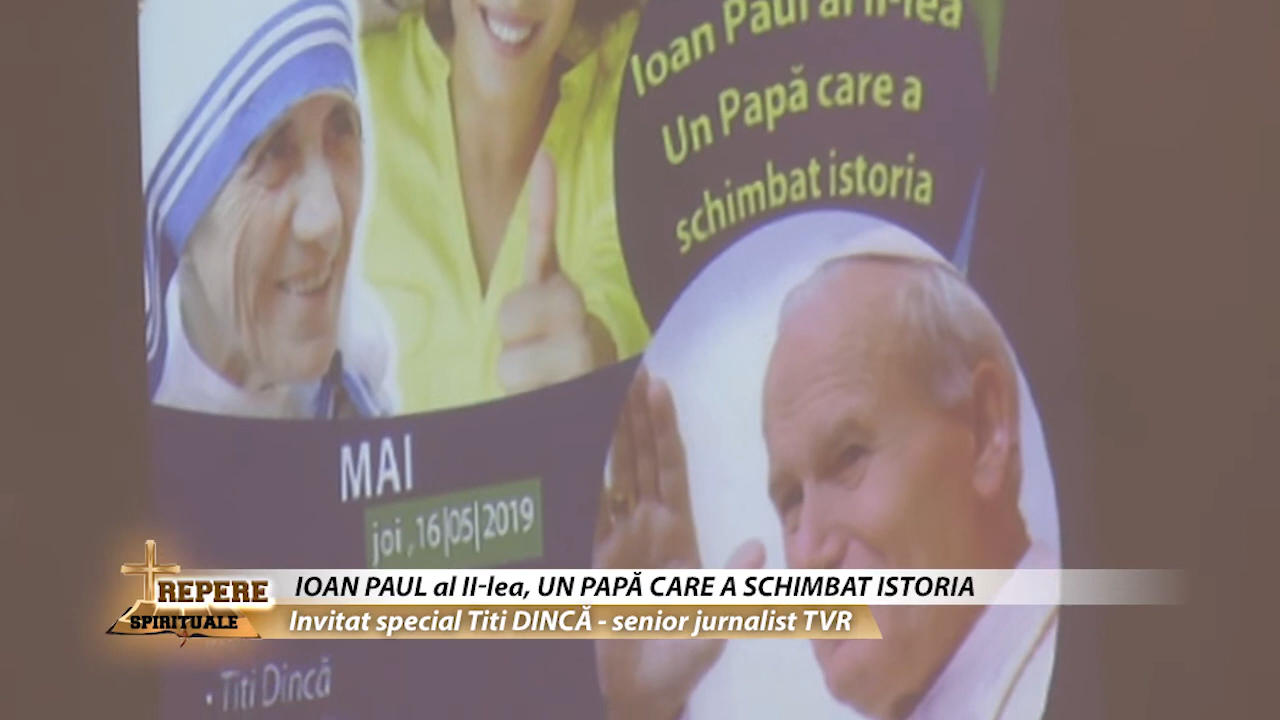 Ioan Paul al II-lea
Un Papă care a
schimbat istoria
MAI
joi, 16|05|2019
REPERE
SPIRITUALE
IOAN PAUL al II-lea, UN PAPĂ CARE A SCHIMBAT ISTORIA
Invitat special Titi DINCĂ - senior jurnalist TVR
· Titi Dincă